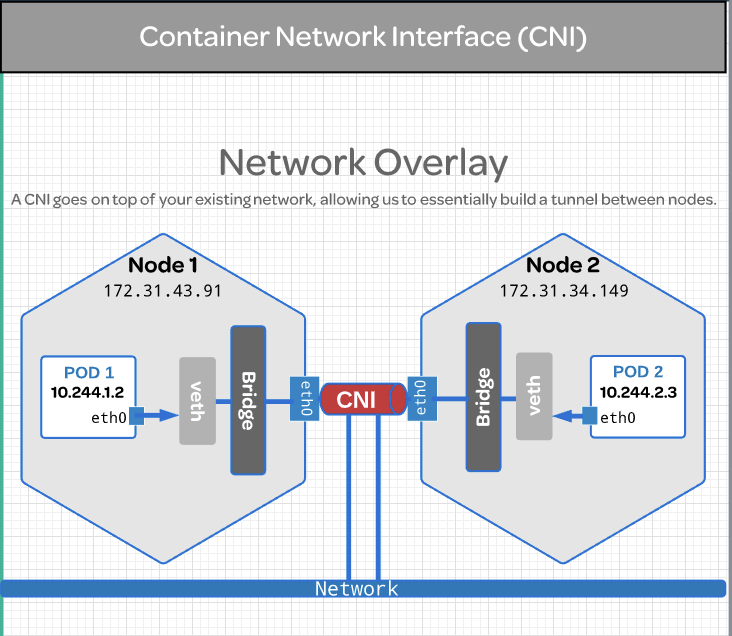 Container Network Interface (CNI)
Network Overlay
A CNI goes on top of your existing network, allowing us to essentially build a tunnel between nodes.
Node 1
172.31.43.91
POD 1
10.244.1.2
eth0
veth
Bridge
eth0
CNI
eth0
Node 2
172.31.34.149
Bridge
veth
POD 2
10.244.2.3
eth0
Network